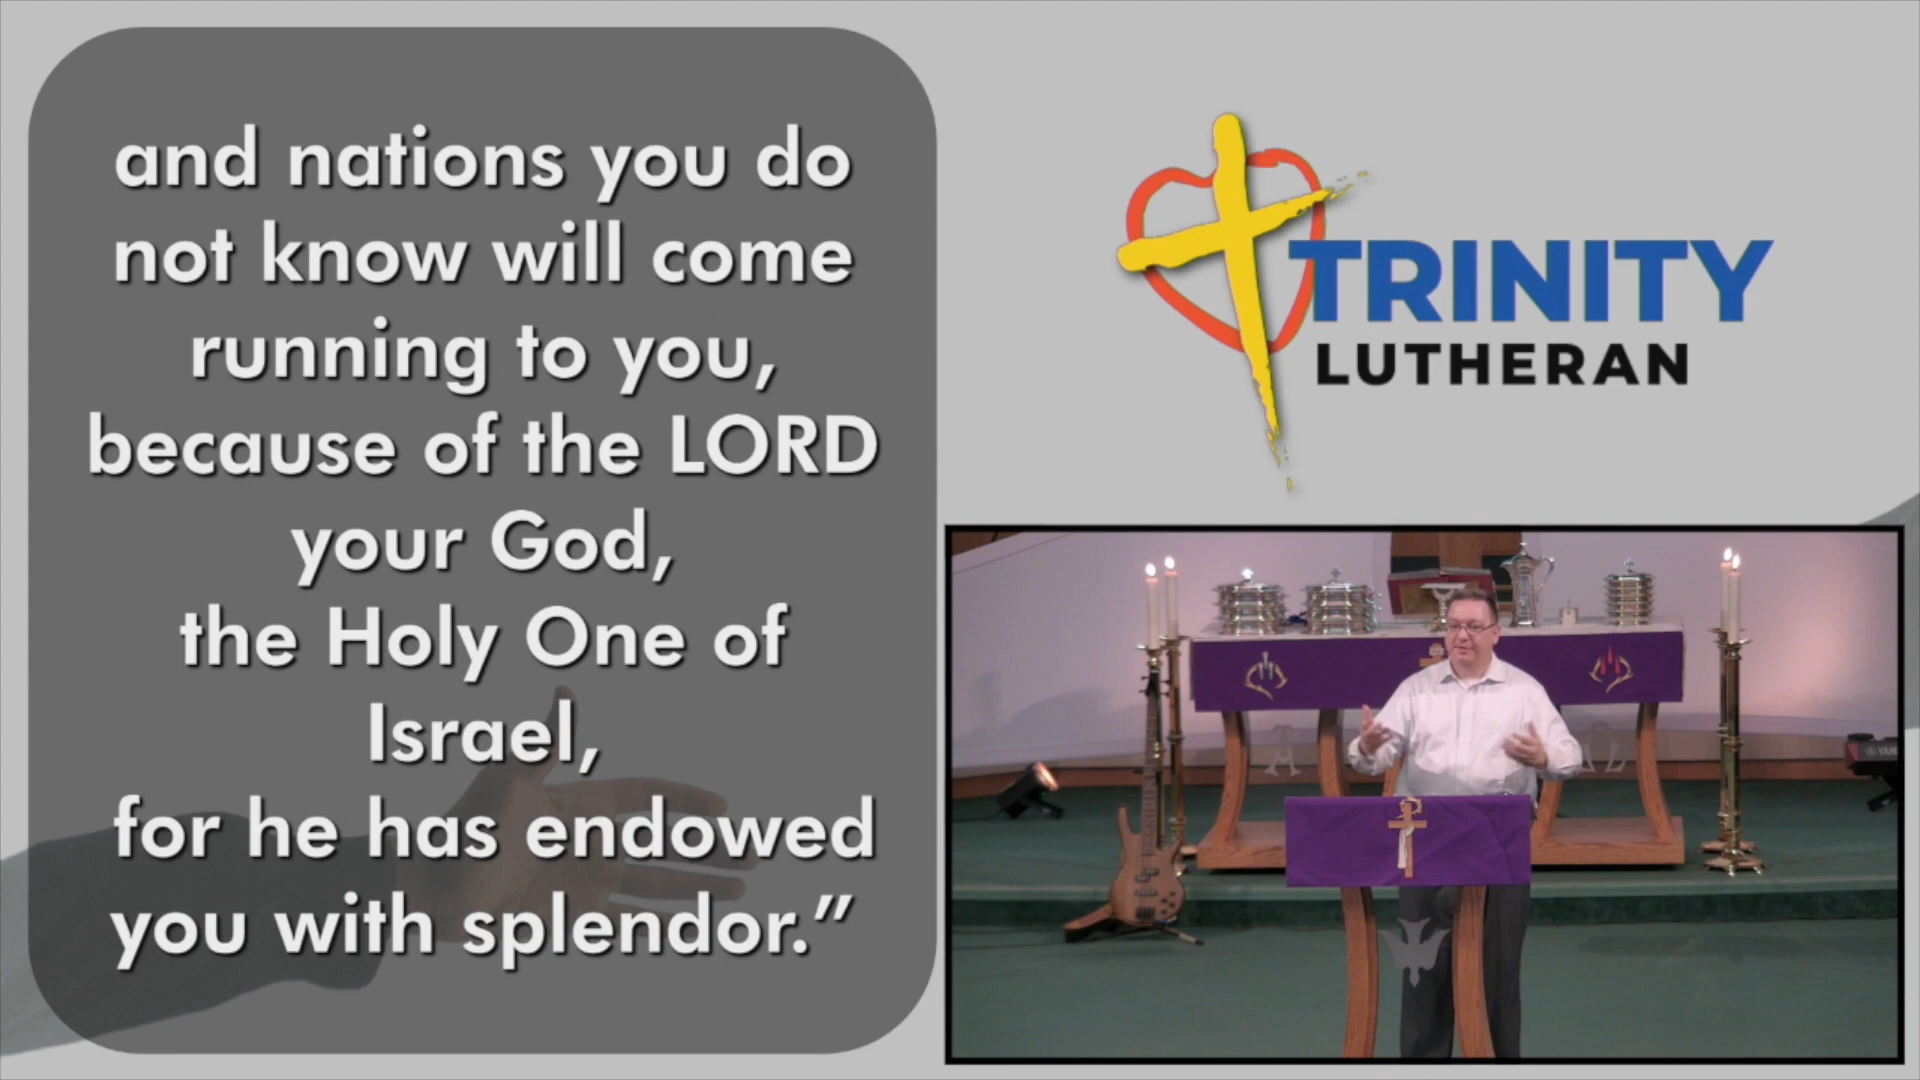 and nations you do
not know will come
running to you,
because of the LORD
your God,
the Holy One of
Israel,
for he has endowed
you with splendor.”
TRINITY
LUTHERAN
Α
Ω